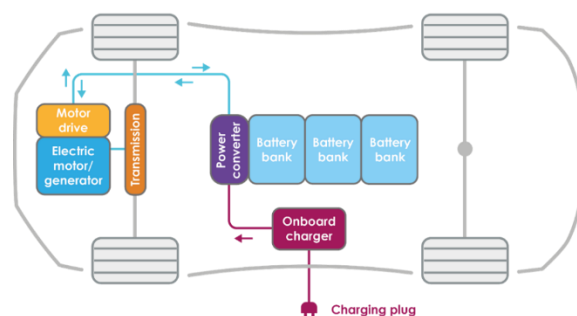 Motor
drive
Electric
motor/
generator
Transmission
Power
converter
Battery
bank
Battery
bank
Battery
bank
Onboard
charger
Charging plug